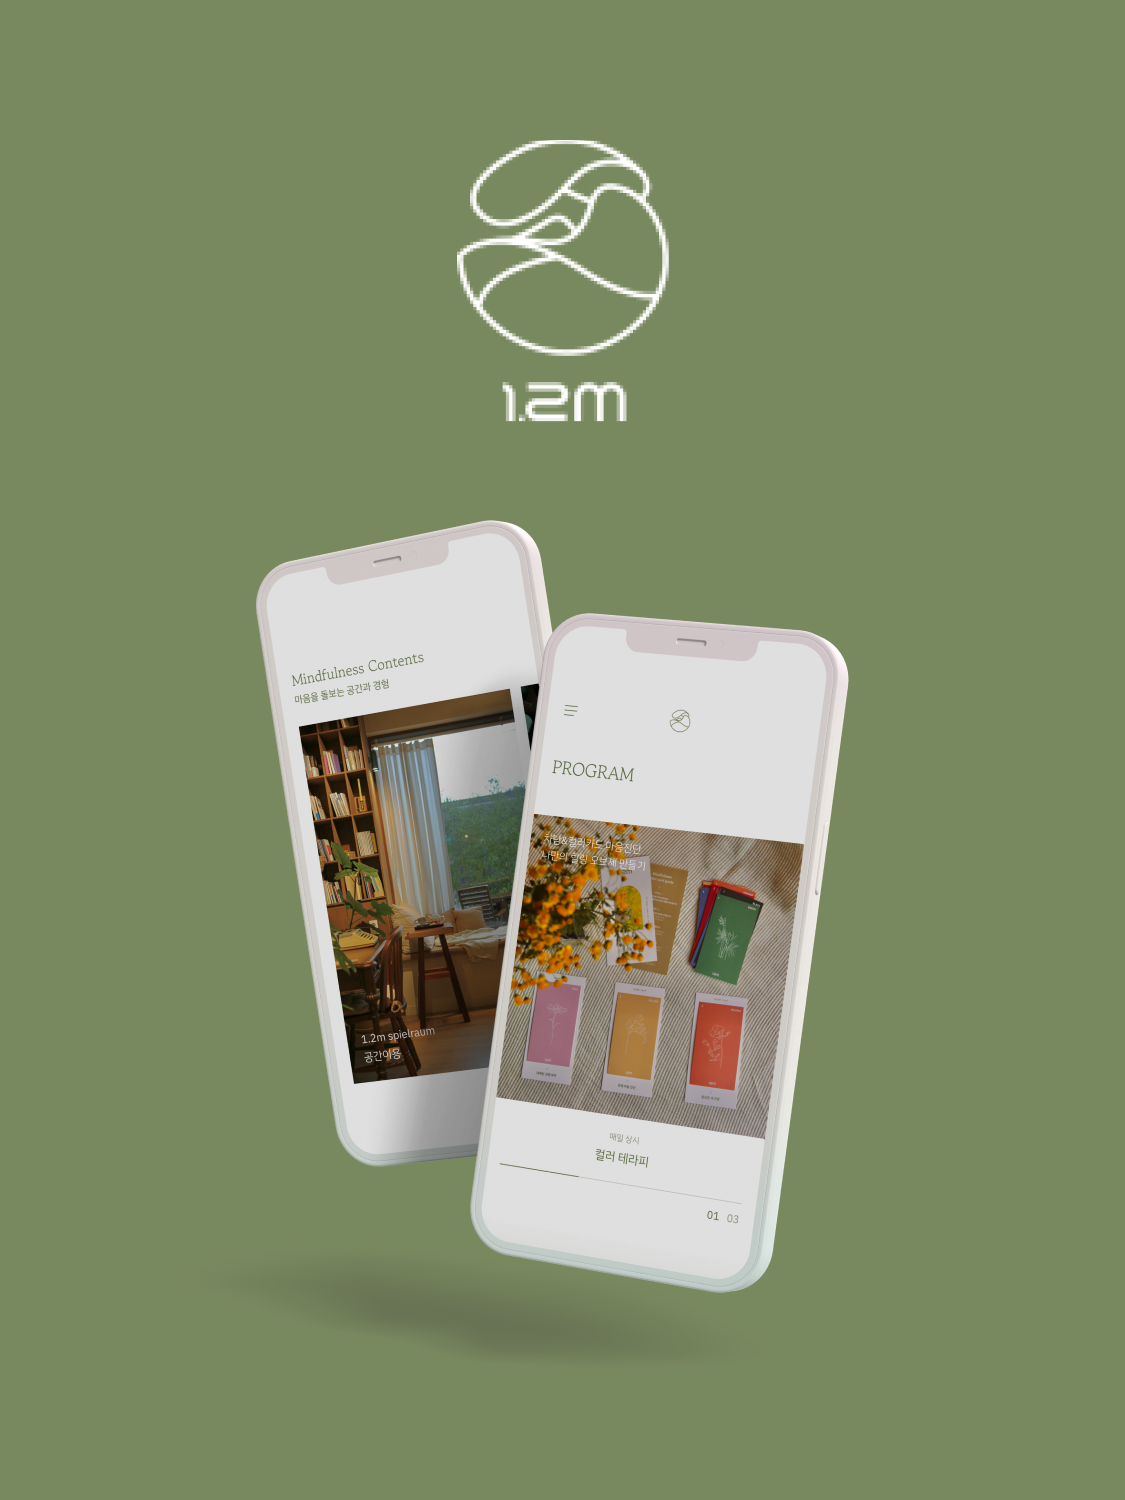 1.2m
Mindfulness Contents
마음을 돌보는 공간과 경험
1.2m spielraum
공간이용
PROGRAM
차담&컬러카드 마음진단
나만의 힐링 오브제 만들기
매일 상시
컬러 테라피
01 03